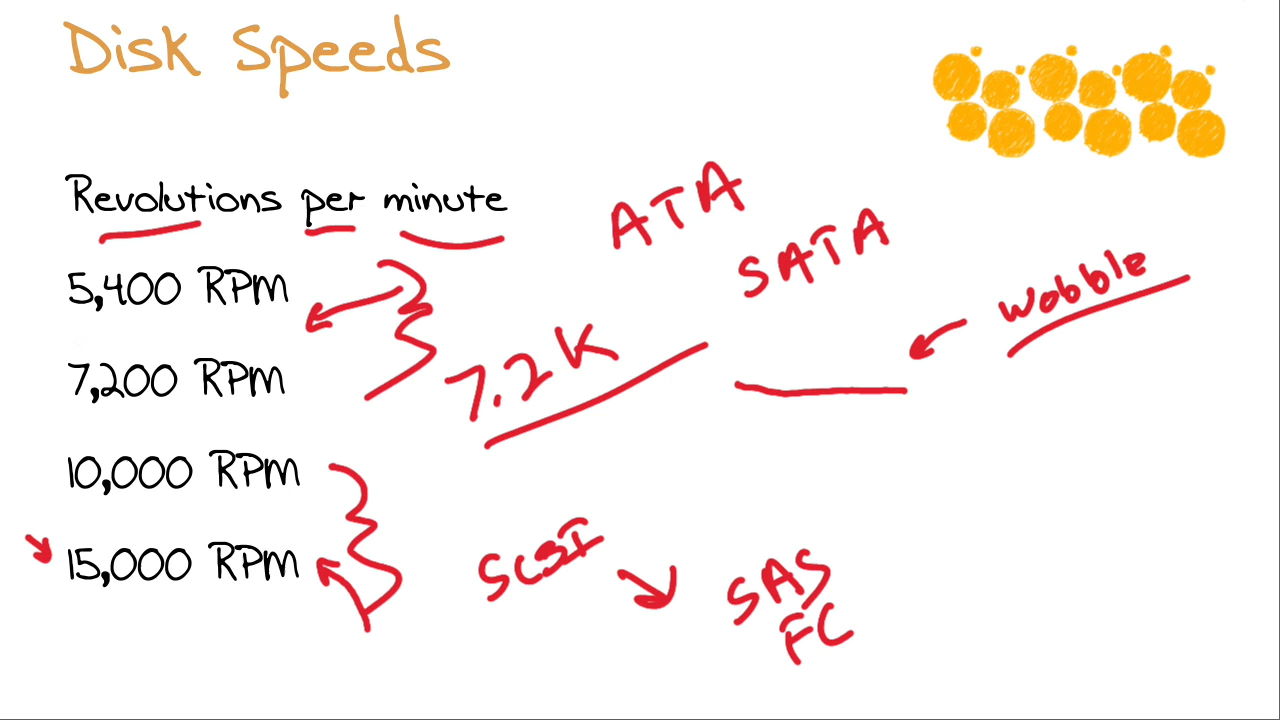 Disk Speeds
Revolutions per minute
ATA
SATA
Wobble
5,400 RPM
7,200 RPM
7.2K
10,000 RPM
15,000 RPM
SCSI
SAS
FC